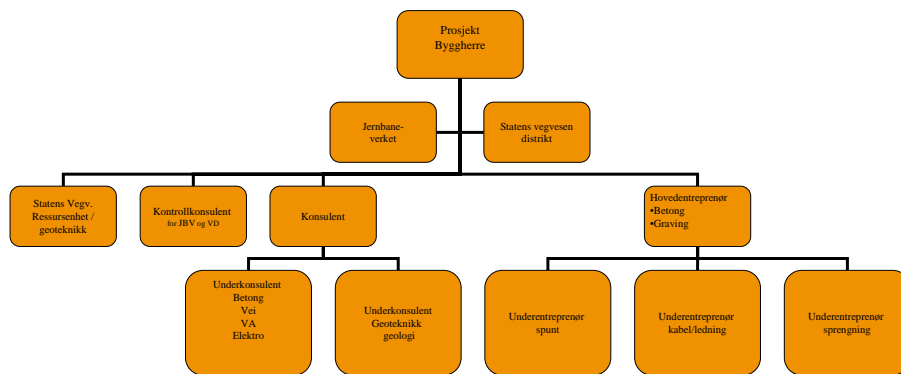 Prosjekt
Byggherre
Jernbane-
verket
Statens vegvesen
distrikt
Statens Vegv.
Ressursenhet /
geoteknikk
Kontrollkonsulent
for JBV og VD
Konsulent
Hovedentreprenør
•Betong
•Graving
Underkonsulent
Betong
Vei
VA
Elektro
Underkonsulent
Geoteknikk
geologi
Underentreprenør
spunt
Underentreprenør
kabel/ledning
Underentreprenør
sprengning